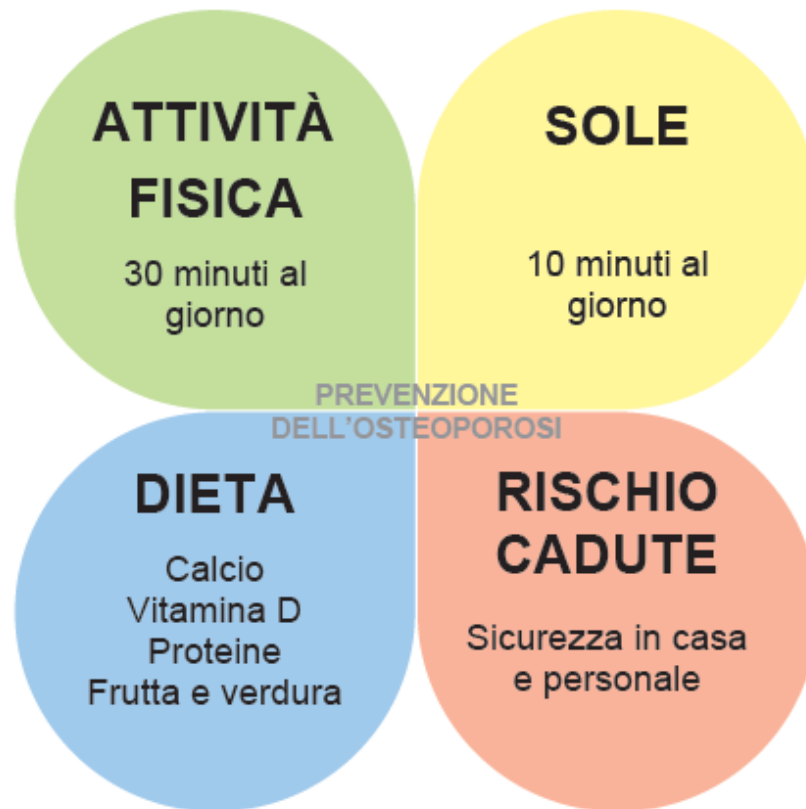 ATTIVITÀ
FISICA
30 minuti al
giorno
SOLE
10 minuti al
giorno
PREVENZIONE
DELL'OSTEOPOROSI
DIETA
Calcio
Vitamina D
Proteine
Frutta e verdura
RISCHIO
CADUTE
Sicurezza in casa
e personale